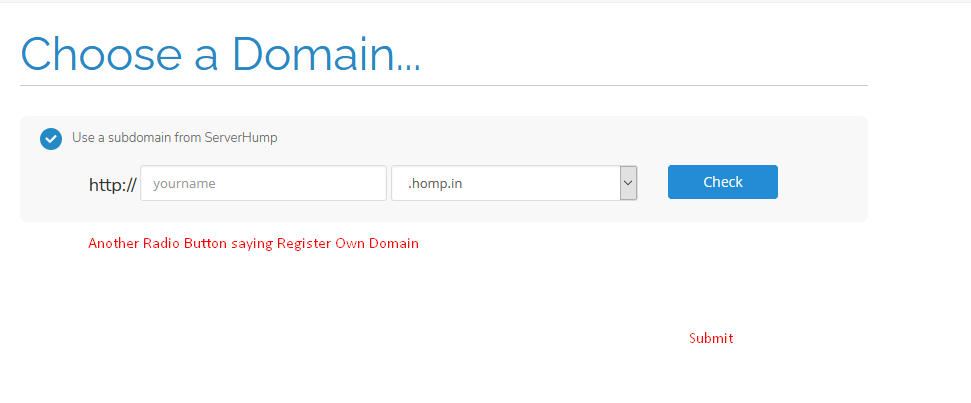 Choose a Domain...
Use a subdomain from ServerHump
http:// yourname .homp.in Check
Another Radio Button saying Register Own Domain
Submit